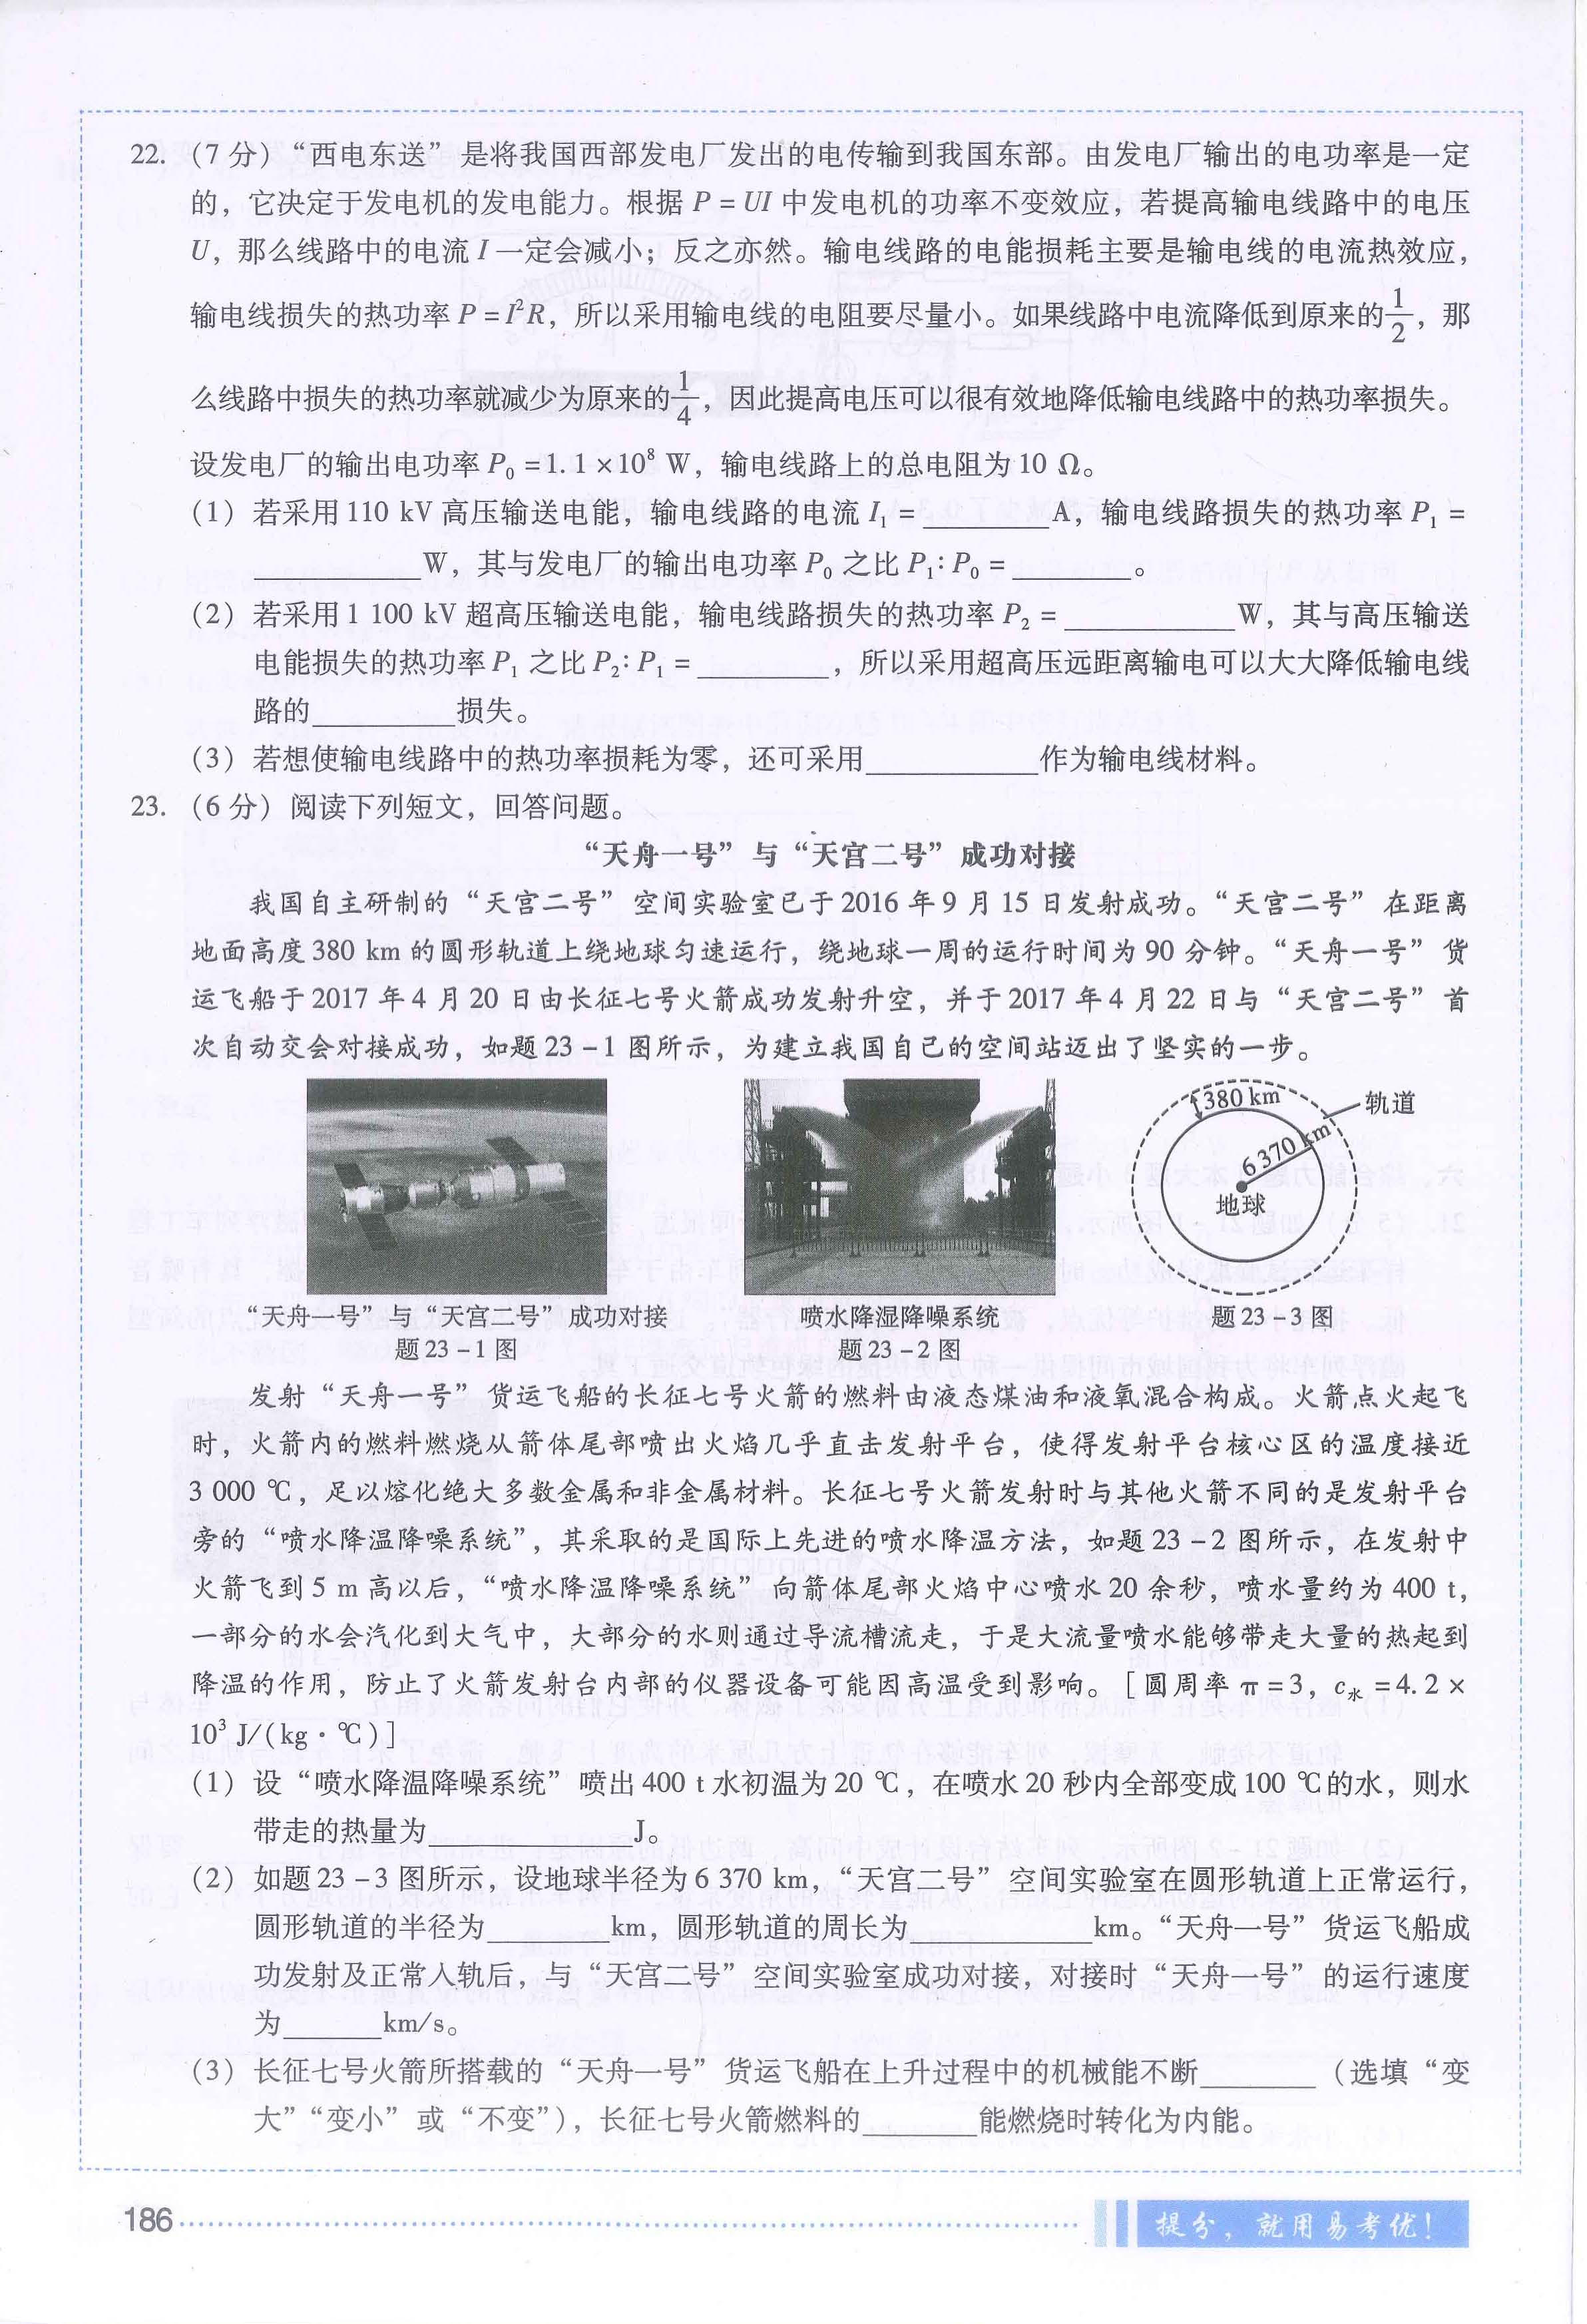 22. (7 分) “西电东送” 是将我国西部发电厂发出的电传输到我国东部。由发电厂输出的电功率是一定
的，它决定于发电机的发电能力。根据 P = UI 中发电机的功率不变效应，若提高输电线路中的电压
U，那么线路中的电流 I 一定会减小；反之亦然。输电线路的电能损耗主要是输电线的电流热效应，
输电线损失的热功率 P = I²R，所以采用输电线的电阻要尽量小。如果线路中电流降低到原来的1/2，那
么线路中损失的热功率就减少为原来的1/4，因此提高电压可以很有效地降低输电线路中的热功率损失。
设发电厂的输出电功率 P₀ = 1.1 × 10⁸ W，输电线路上的总电阻为 10 Ω。
(1) 若采用 110 kV 高压输送电能，输电线路的电流 I₁ = ________A，输电线路损失的热功率 P₁ =
________W，其与发电厂的输出电功率 P₀ 之比 P₁∶P₀ = ________。
(2) 若采用 1 100 kV 超高压输送电能，输电线路损失的热功率 P₂ = ________W，其与高压输送
电能损失的热功率 P₁ 之比 P₂∶P₁ = ________，所以采用超高压远距离输电可以大大降低输电线
路的________损失。
(3) 若想使输电线路中的热功率损耗为零，还可采用________作为输电线材料。
23. (6 分) 阅读下列短文，回答问题。
“天舟一号” 与 “天宫二号” 成功对接
我国自主研制的 “天宫二号” 空间实验室已于 2016 年 9 月 15 日发射成功。“天宫二号” 在距离
地面高度 380 km 的圆形轨道上绕地球匀速运行，绕地球一周的运行时间为 90 分钟。“天舟一号” 货
运飞船于 2017 年 4 月 20 日由长征七号火箭成功发射升空，并于 2017 年 4 月 22 日与 “天宫二号” 首
次自动交会对接成功，如题 23 - 1 图所示，为建立我国自己的空间站迈出了坚实的一步。
380 km
轨道
6 370 km
地球
“天舟一号” 与 “天宫二号” 成功对接
题 23 - 1 图
喷水降湿降噪系统
题 23 - 2 图
题 23 - 3 图
发射 “天舟一号” 货运飞船的长征七号火箭的燃料由液态煤油和液氧混合构成。火箭点火起飞
时，火箭内的燃料燃烧从箭体尾部喷出火焰几乎直击发射平台，使得发射平台核心区的温度接近
3 000 ℃，足以熔化绝大多数金属和非金属材料。长征七号火箭发射时与其他火箭不同的是发射平台
旁的 “喷水降温降噪系统”，其采取的是国际上先进的喷水降温方法，如题 23 - 2 图所示，在发射中
火箭飞到 5 m 高以后，“喷水降温降噪系统” 向箭体尾部火焰中心喷水 20 余秒，喷水量约为 400 t，
一部分的水会汽化到大气中，大部分的水则通过导流槽流走，于是大流量喷水能够带走大量的热起到
降温的作用，防止了火箭发射台内部的仪器设备可能因高温受到影响。[圆周率 π = 3，c水 = 4.2 ×
10³ J/(kg · ℃)]
(1) 设 “喷水降温降噪系统” 喷出 400 t 水初温为 20 ℃，在喷水 20 秒内全部变成 100 ℃的水，则水
带走的热量为________J。
(2) 如题 23 - 3 图所示，设地球半径为 6 370 km，“天宫二号” 空间实验室在圆形轨道上正常运行，
圆形轨道的半径为________km，圆形轨道的周长为________km。“天舟一号” 货运飞船成
功发射及正常入轨后，与 “天宫二号” 空间实验室成功对接，对接时 “天舟一号” 的运行速度
为________km/s。
(3) 长征七号火箭所搭载的 “天舟一号” 货运飞船在上升过程中的机械能不断________（选填 “变
大” “变小” 或 “不变”），长征七号火箭燃料的________能燃烧时转化为内能。
186
提分，就用易考优！